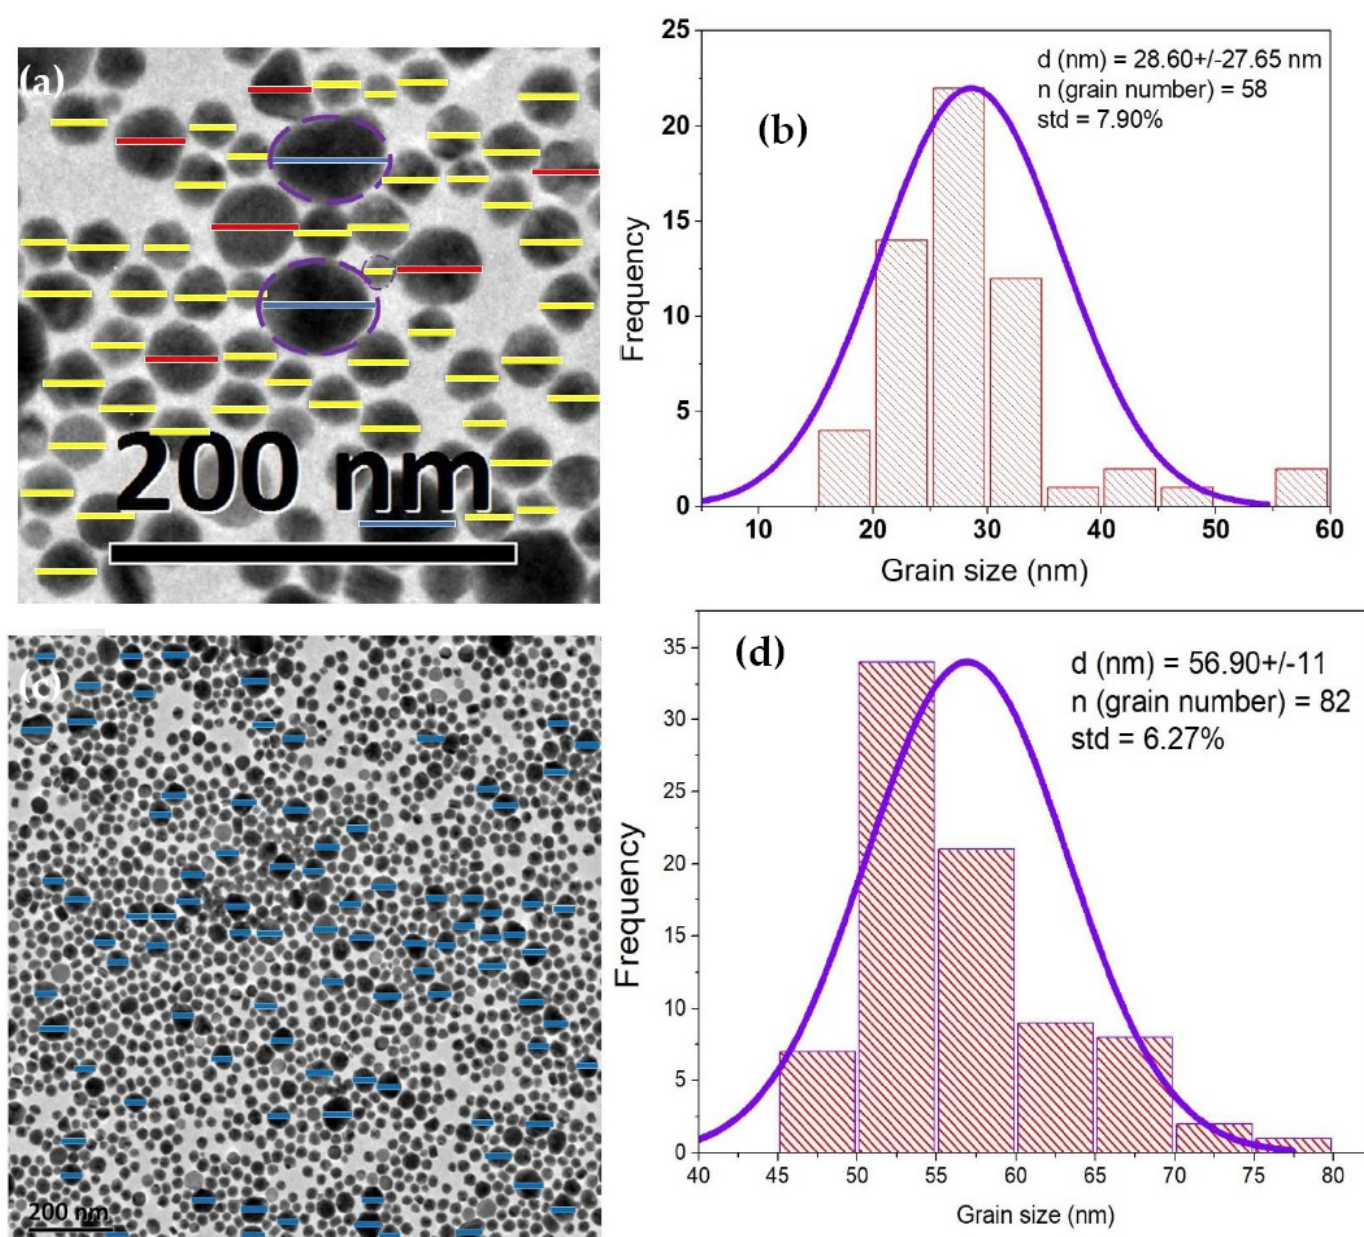 (a)
200 nm
(b)
d (nm) = 28.60+/-27.65 nm
n (grain number) = 58
std = 7.90%
Frequency
25
20
15
10
5
0
10 20 30 40 50 60
Grain size (nm)
(c)
200 nm
(d)
d (nm) = 56.90+/-11
n (grain number) = 82
std = 6.27%
Frequency
35
30
25
20
15
10
5
0
40 45 50 55 60 65 70 75 80
Grain size (nm)